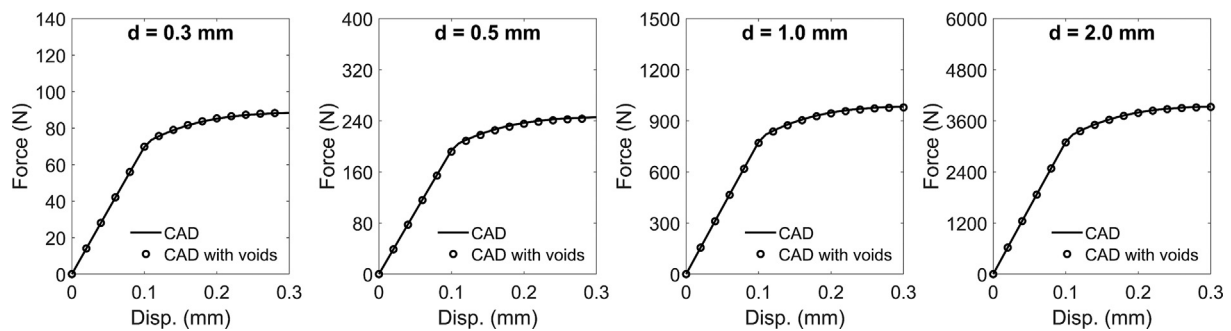 d = 0.3 mm
140
120
100
80
60
40
20
0
Force (N)
CAD
CAD with voids
0 0.1 0.2 0.3
Disp. (mm)
d = 0.5 mm
400
320
240
160
80
0
Force (N)
CAD
CAD with voids
0 0.1 0.2 0.3
Disp. (mm)
d = 1.0 mm
1500
1200
900
600
300
0
Force (N)
CAD
CAD with voids
0 0.1 0.2 0.3
Disp. (mm)
d = 2.0 mm
6000
4800
3600
2400
1200
0
Force (N)
CAD
CAD with voids
0 0.1 0.2 0.3
Disp. (mm)